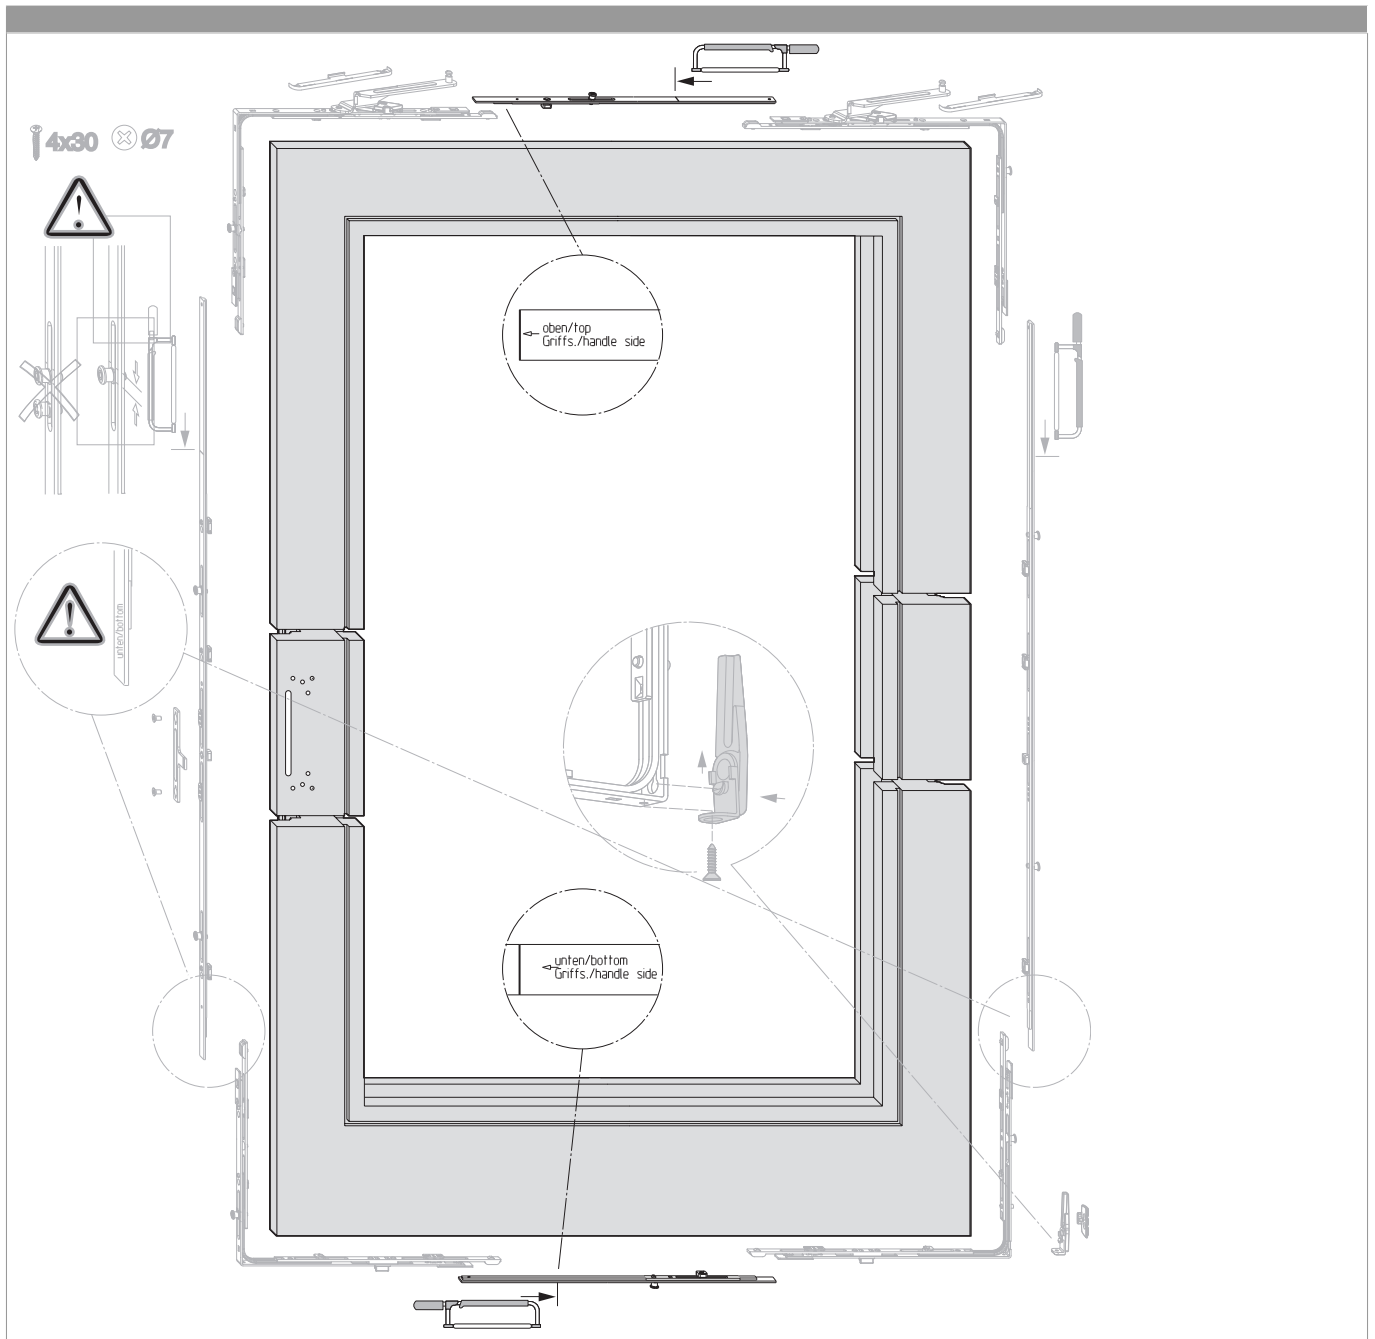 4x30 Ø7
oben/top
Griffs./handle side
unten/bottom
unten/bottom
Griffs./handle side